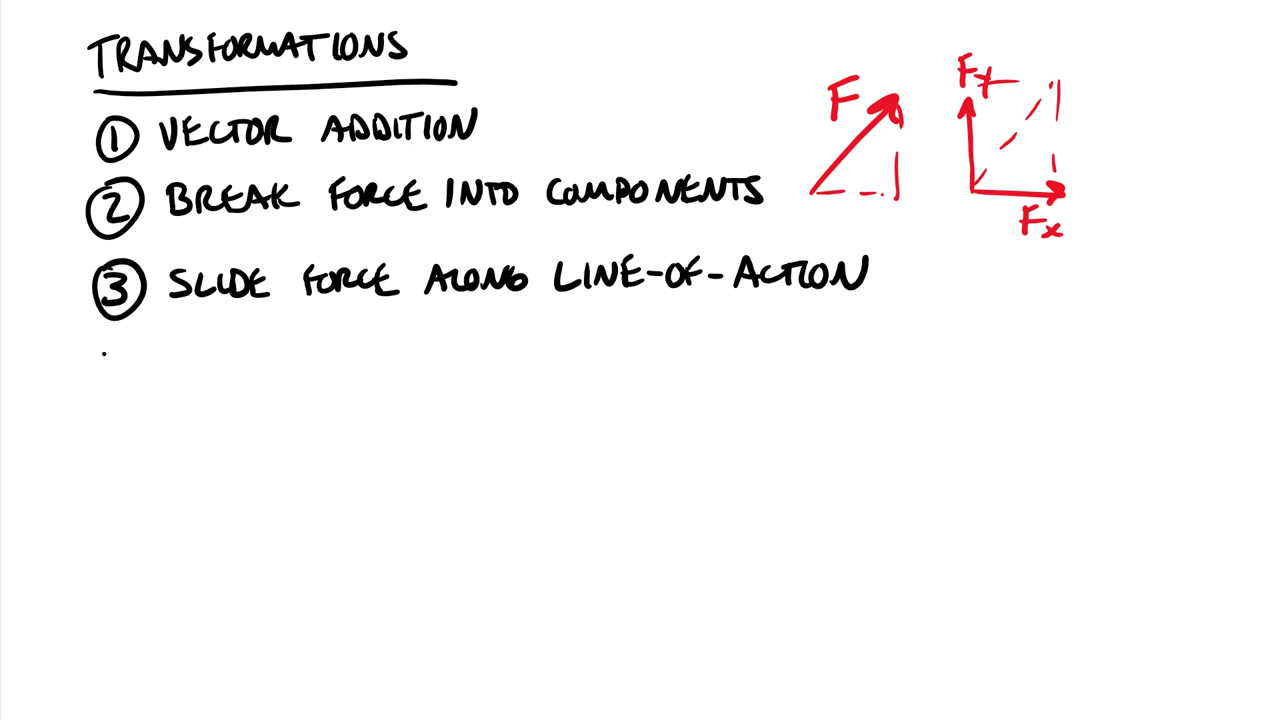 TRANSFORMATIONS
① VECTOR ADDITION
② BREAK FORCE INTO COMPONENTS
③ SLIDE FORCE ALONG LINE-OF-ACTION
F
Fy
Fx